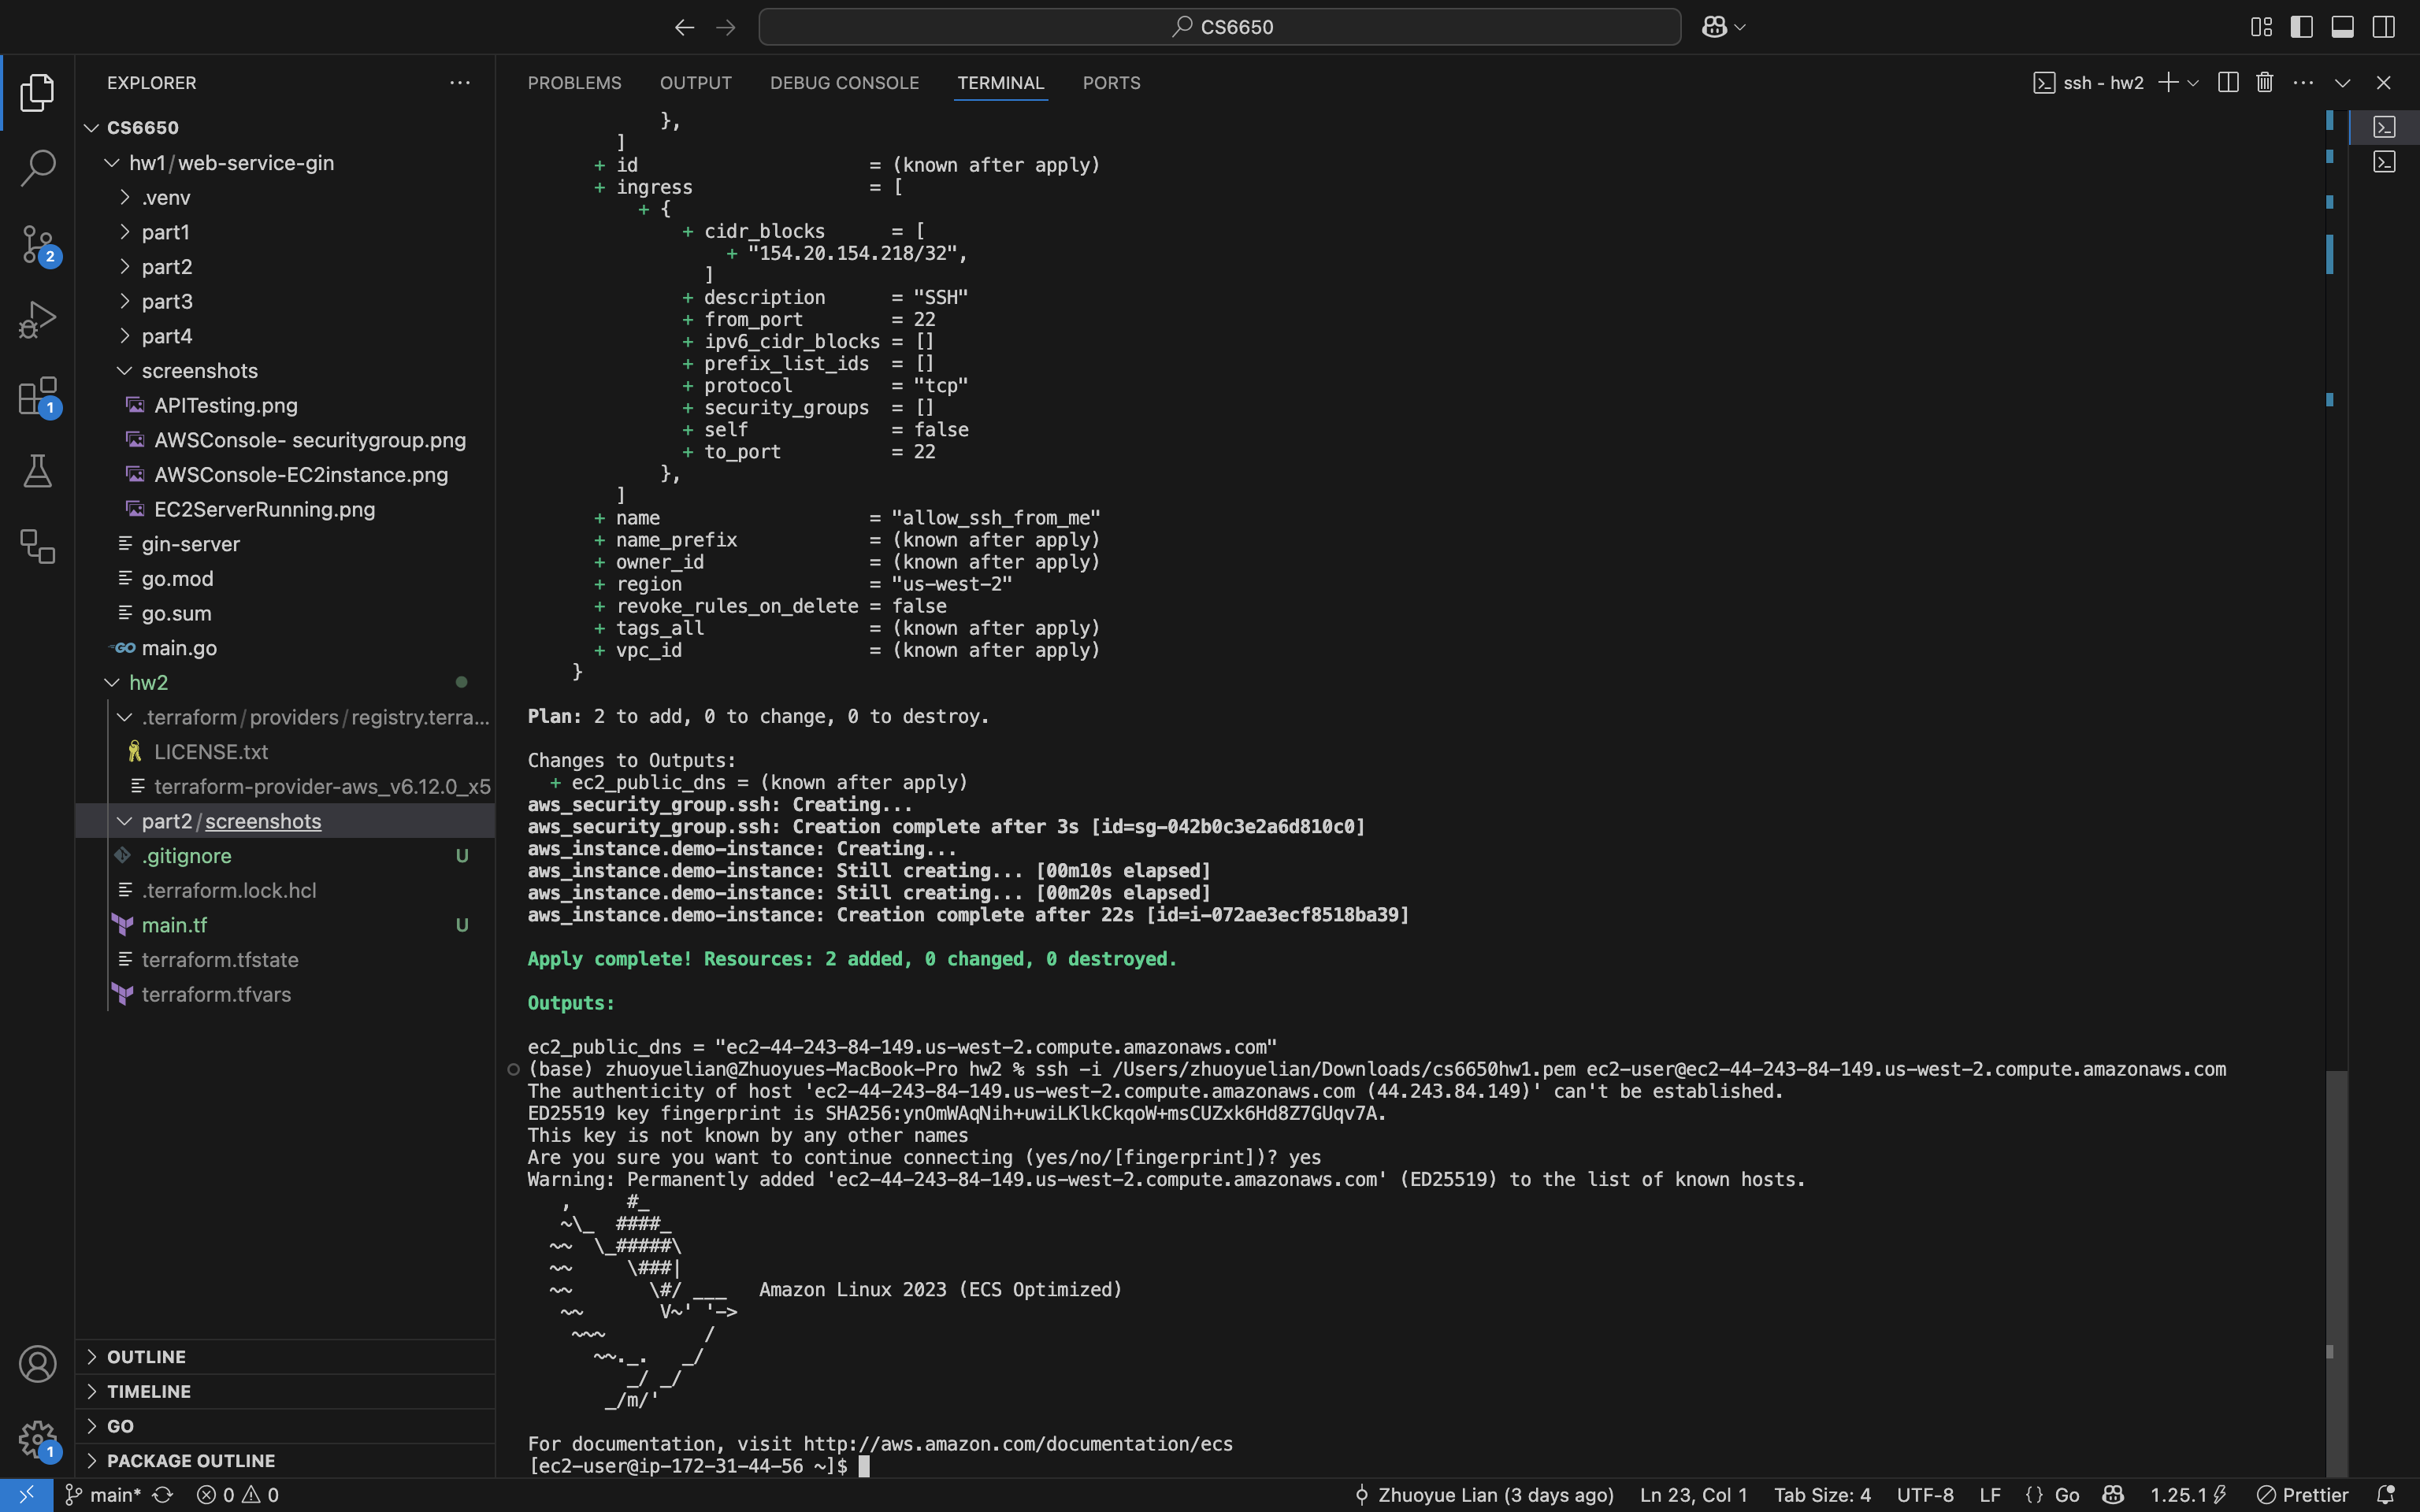 CS6650
EXPLORER
CS6650
hw1/web-service-gin
.venv
part1
part2
part3
part4
screenshots
APITesting.png
AWSConsole- securitygroup.png
AWSConsole-EC2instance.png
EC2ServerRunning.png
gin-server
go.mod
go.sum
GO main.go
hw2
.terraform/providers/registry.terra...
LICENSE.txt
terraform-provider-aws_v6.12.0_x5
part2/screenshots
.gitignore U
.terraform.lock.hcl
main.tf U
terraform.tfstate
terraform.tfvars
OUTLINE
TIMELINE
GO
PACKAGE OUTLINE
2
1
1
PROBLEMS OUTPUT DEBUG CONSOLE TERMINAL PORTS
ssh - hw2
},
]
+ id = (known after apply)
+ ingress = [
+ {
+ cidr_blocks = [
+ "154.20.154.218/32",
]
+ description = "SSH"
+ from_port = 22
+ ipv6_cidr_blocks = []
+ prefix_list_ids = []
+ protocol = "tcp"
+ security_groups = []
+ self = false
+ to_port = 22
},
]
+ name = "allow_ssh_from_me"
+ name_prefix = (known after apply)
+ owner_id = (known after apply)
+ region = "us-west-2"
+ revoke_rules_on_delete = false
+ tags_all = (known after apply)
+ vpc_id = (known after apply)
}
Plan: 2 to add, 0 to change, 0 to destroy.
Changes to Outputs:
+ ec2_public_dns = (known after apply)
aws_security_group.ssh: Creating...
aws_security_group.ssh: Creation complete after 3s [id=sg-042b0c3e2a6d810c0]
aws_instance.demo-instance: Creating...
aws_instance.demo-instance: Still creating... [00m10s elapsed]
aws_instance.demo-instance: Still creating... [00m20s elapsed]
aws_instance.demo-instance: Creation complete after 22s [id=i-072ae3ecf8518ba39]
Apply complete! Resources: 2 added, 0 changed, 0 destroyed.
Outputs:
ec2_public_dns = "ec2-44-243-84-149.us-west-2.compute.amazonaws.com"
(base) zhuoyuelian@Zhuoyues-MacBook-Pro hw2 % ssh -i /Users/zhuoyuelian/Downloads/cs6650hw1.pem ec2-user@ec2-44-243-84-149.us-west-2.compute.amazonaws.com
The authenticity of host 'ec2-44-243-84-149.us-west-2.compute.amazonaws.com (44.243.84.149)' can't be established.
ED25519 key fingerprint is SHA256:ynOmWAqNih+uwiLKlkCkqoW+msCUZxk6Hd8Z7GUqv7A.
This key is not known by any other names
Are you sure you want to continue connecting (yes/no/[fingerprint])? yes
Warning: Permanently added 'ec2-44-243-84-149.us-west-2.compute.amazonaws.com' (ED25519) to the list of known hosts.
,     #_
~\_  ####_
~~  \_#####\
~~     \###|
~~       \#/ ___   Amazon Linux 2023 (ECS Optimized)
~~       V~' '->
~~~         /
~~._.   _/
_/ _/
_/m/'
For documentation, visit http://aws.amazon.com/documentation/ecs
[ec2-user@ip-172-31-44-56 ~]$
main* 0 0 Zhuoyue Lian (3 days ago) Ln 23, Col 1 Tab Size: 4 UTF-8 LF {} Go 1.25.1 Prettier